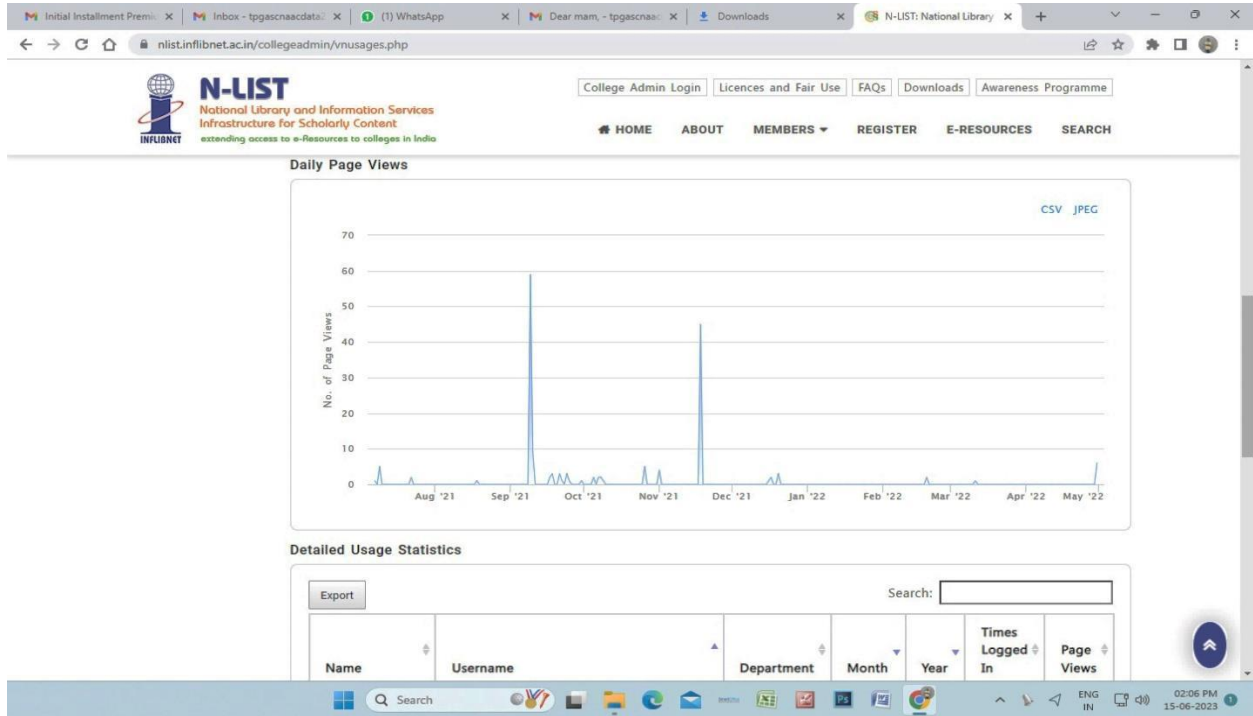 Initial Installment Premi
Inbox - tpgascnaacdata2
(1) WhatsApp
Dear mam, - tpgascnaac
Downloads
N-LIST: National Library
nlist.inflibnet.ac.in/collegeadmin/vnusages.php
INFLIBNET
N-LIST
National Library and Information Services
Infrastructure for Scholarly Content
extending access to e-Resources to colleges in India
College Admin Login Licences and Fair Use FAQs Downloads Awareness Programme
HOME ABOUT MEMBERS REGISTER E-RESOURCES SEARCH
Daily Page Views
CSV JPEG
No. of Page Views
70
60
50
40
30
20
10
0
Aug '21 Sep '21 Oct '21 Nov '21 Dec '21 Jan '22 Feb '22 Mar '22 Apr '22 May '22
Detailed Usage Statistics
Export Search:
Name Username Department Month Year Times Logged In Page Views
Search
Ps
ENG
IN
02:06 PM
15-06-2023
1